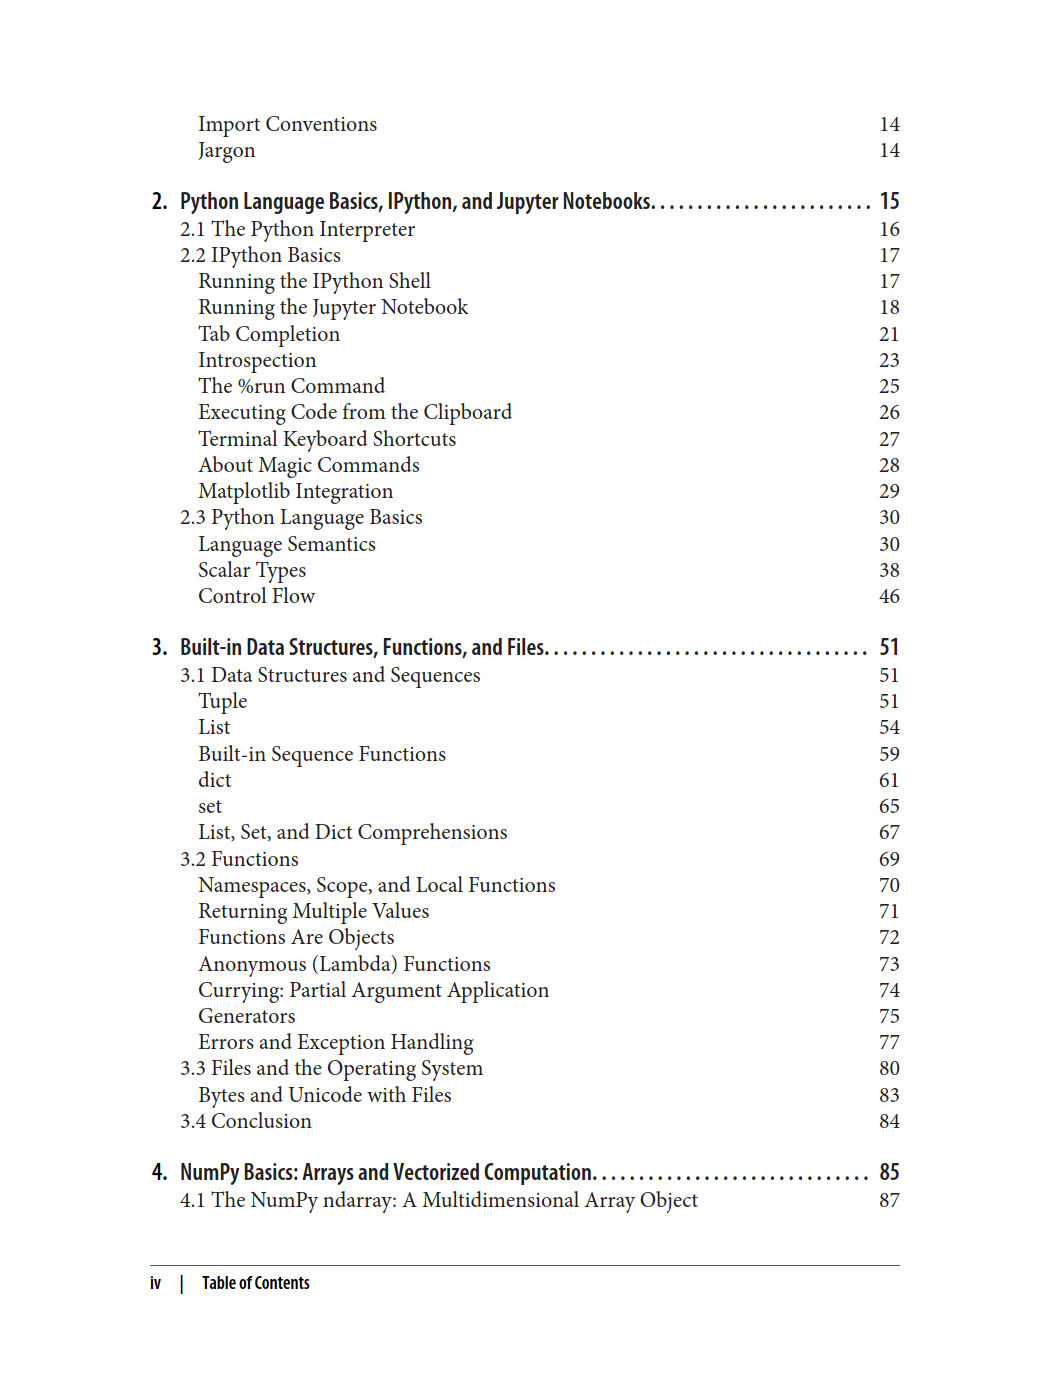 Import Conventions 14
Jargon 14
2. Python Language Basics, IPython, and Jupyter Notebooks. . . . . . . . . . . . . . . . . . . . . . . . 15
2.1 The Python Interpreter 16
2.2 IPython Basics 17
Running the IPython Shell 17
Running the Jupyter Notebook 18
Tab Completion 21
Introspection 23
The %run Command 25
Executing Code from the Clipboard 26
Terminal Keyboard Shortcuts 27
About Magic Commands 28
Matplotlib Integration 29
2.3 Python Language Basics 30
Language Semantics 30
Scalar Types 38
Control Flow 46
3. Built-in Data Structures, Functions, and Files. . . . . . . . . . . . . . . . . . . . . . . . . . . . . . . . . . . 51
3.1 Data Structures and Sequences 51
Tuple 51
List 54
Built-in Sequence Functions 59
dict 61
set 65
List, Set, and Dict Comprehensions 67
3.2 Functions 69
Namespaces, Scope, and Local Functions 70
Returning Multiple Values 71
Functions Are Objects 72
Anonymous (Lambda) Functions 73
Currying: Partial Argument Application 74
Generators 75
Errors and Exception Handling 77
3.3 Files and the Operating System 80
Bytes and Unicode with Files 83
3.4 Conclusion 84
4. NumPy Basics: Arrays and Vectorized Computation. . . . . . . . . . . . . . . . . . . . . . . . . . . . . . 85
4.1 The NumPy ndarray: A Multidimensional Array Object 87
iv | Table of Contents